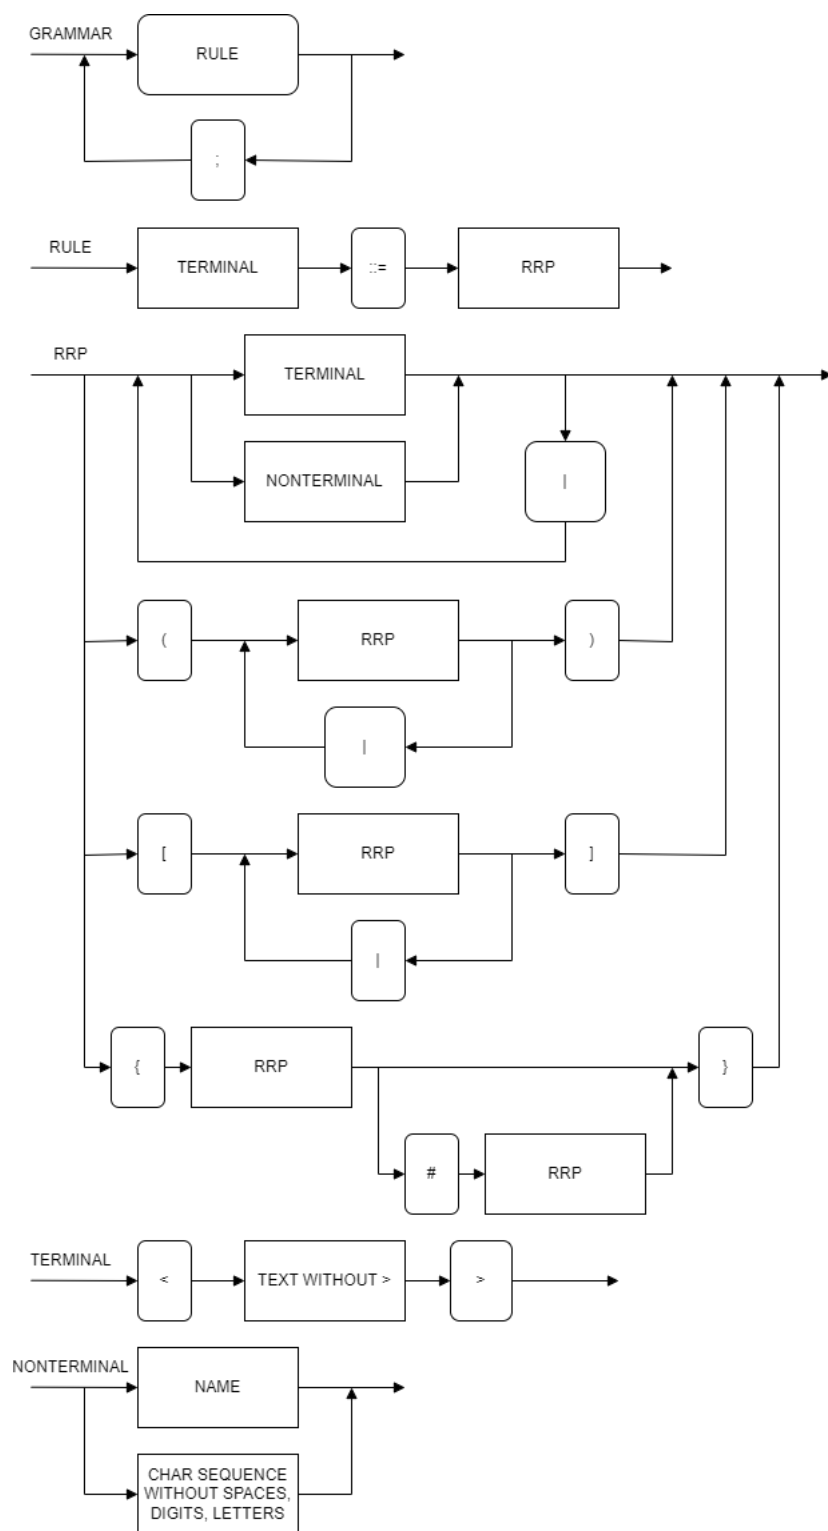 GRAMMAR
RULE
;
RULE
TERMINAL
::=
RRP
RRP
TERMINAL
NONTERMINAL
|
(
RRP
)
|
[
RRP
]
|
{
RRP
}
#
RRP
TERMINAL
<
TEXT WITHOUT >
>
NONTERMINAL
NAME
CHAR SEQUENCE
WITHOUT SPACES,
DIGITS, LETTERS